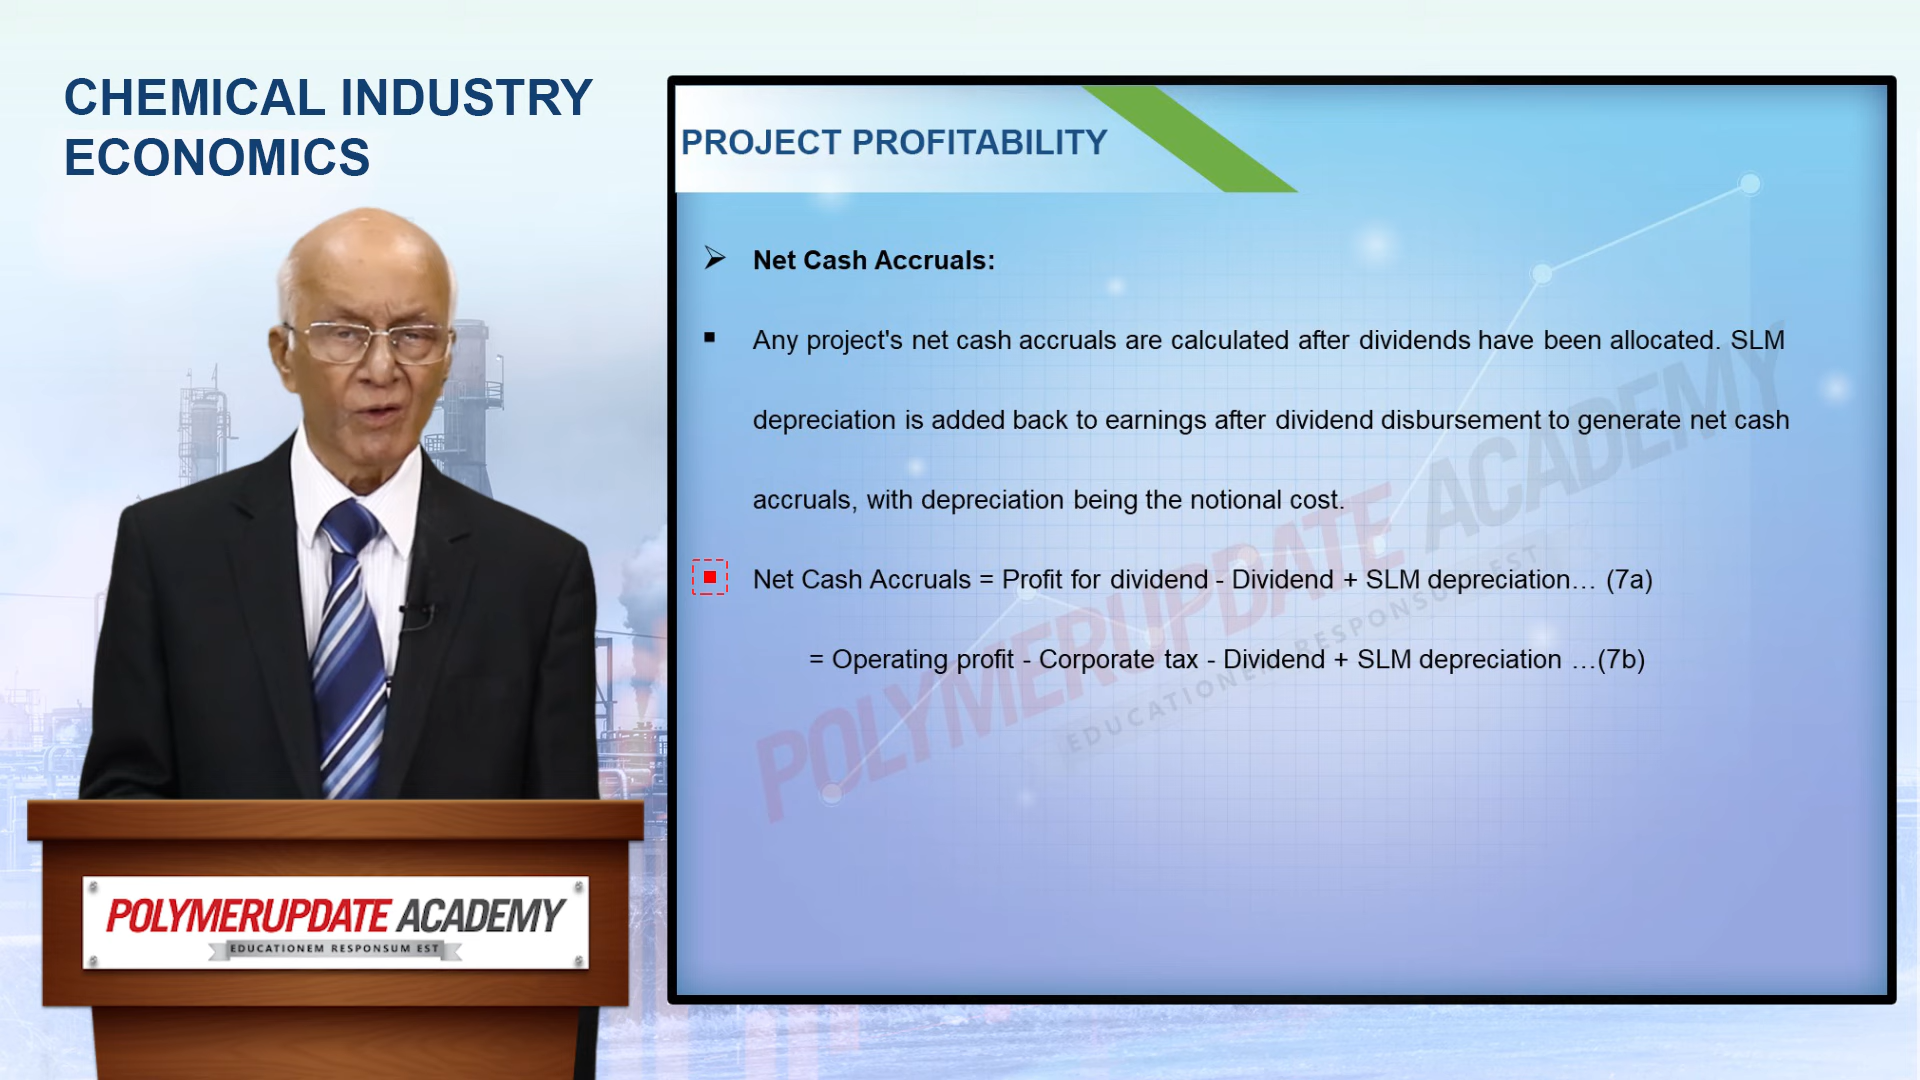 CHEMICAL INDUSTRY
ECONOMICS
PROJECT PROFITABILITY
Net Cash Accruals:
Any project's net cash accruals are calculated after dividends have been allocated. SLM
depreciation is added back to earnings after dividend disbursement to generate net cash
accruals, with depreciation being the notional cost.
Net Cash Accruals = Profit for dividend - Dividend + SLM depreciation… (7a)
= Operating profit - Corporate tax - Dividend + SLM depreciation …(7b)
POLYMERUPDATE ACADEMY
EDUCATIONEM RESPONSUM EST
POLYMERUPDATE ACADEMY
EDUCATIONEM RESPONSUM EST